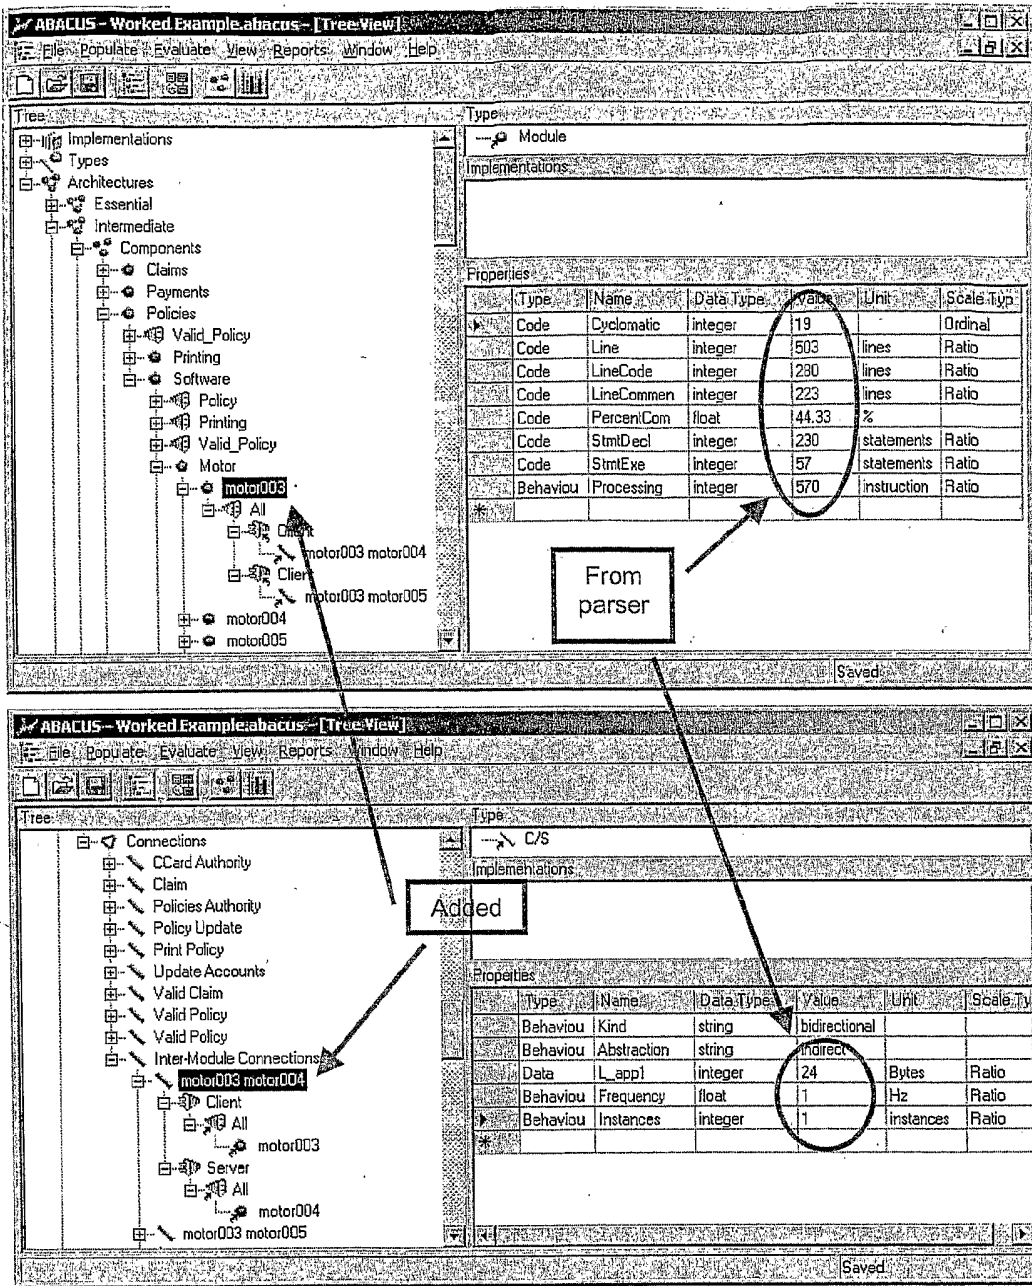 ABACUS - Worked.Example.abacus - [Tree View]
File Populate Evaluate View Reports Window Help
Tree
Implementations
Types
Architectures
Essential
Intermediate
Components
Claims
Payments
Policies
Valid_Policy
Printing
Software
Policy
Printing
Valid_Policy
Motor
motor003
All
Client
motor003 motor004
Client
motor003 motor005
motor004
motor005
Type
Module
Implementations
Properties
Type Name Data Type Value Unit Scale Typ
Code Cyclomatic integer 19 Ordinal
Code Line integer 503 lines Ratio
Code LineCode integer 280 lines Ratio
Code LineCommen integer 223 lines Ratio
Code PercentCom float 44.33 %
Code StmtDecl integer 230 statements Ratio
Code StmtExe integer 57 statements Ratio
Behaviou Processing integer 570 instruction Ratio
From
parser
Saved
ABACUS - Worked.Example.abacus - [Tree View]
File Populate Evaluate View Reports Window Help
Tree
Connections
CCard Authority
Claim
Policies Authority
Policy Update
Print Policy
Update Accounts
Valid Claim
Valid Policy
Valid Policy
Inter-Module Connections
motor003 motor004
Client
All
motor003
Server
All
motor004
motor003 motor005
Added
Type
C/S
Implementations
Properties
Type Name Data Type Value Unit Scale Ty
Behaviou Kind string bidirectional
Behaviou Abstraction string indirect
Data L_app1 integer 24 Bytes Ratio
Behaviou Frequency float 1 Hz Ratio
Behaviou Instances integer 1 instances Ratio
Saved